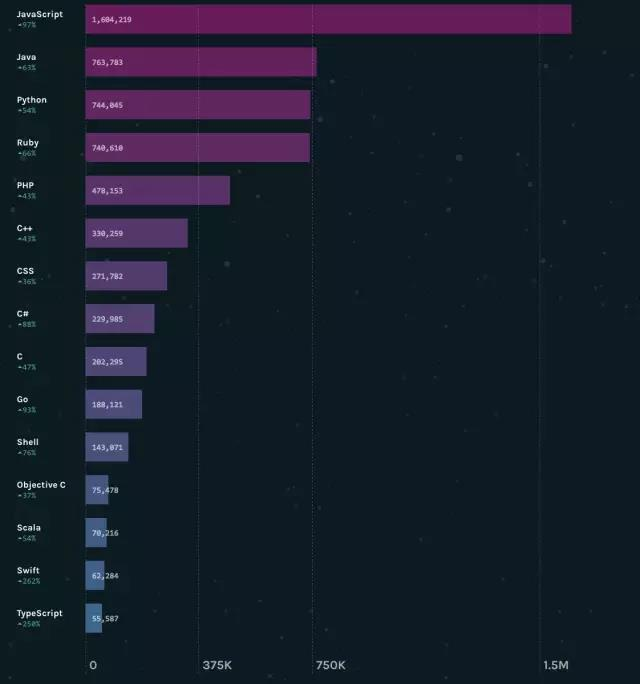 JavaScript
97%
1,604,219
Java
63%
763,783
Python
54%
744,045
Ruby
66%
740,610
PHP
43%
478,153
C++
43%
330,259
CSS
36%
271,782
C#
88%
229,985
C
47%
202,295
Go
93%
188,121
Shell
76%
143,071
Objective C
37%
75,478
Scala
54%
70,216
Swift
262%
62,284
TypeScript
250%
55,587
0 375K 750K 1.5M